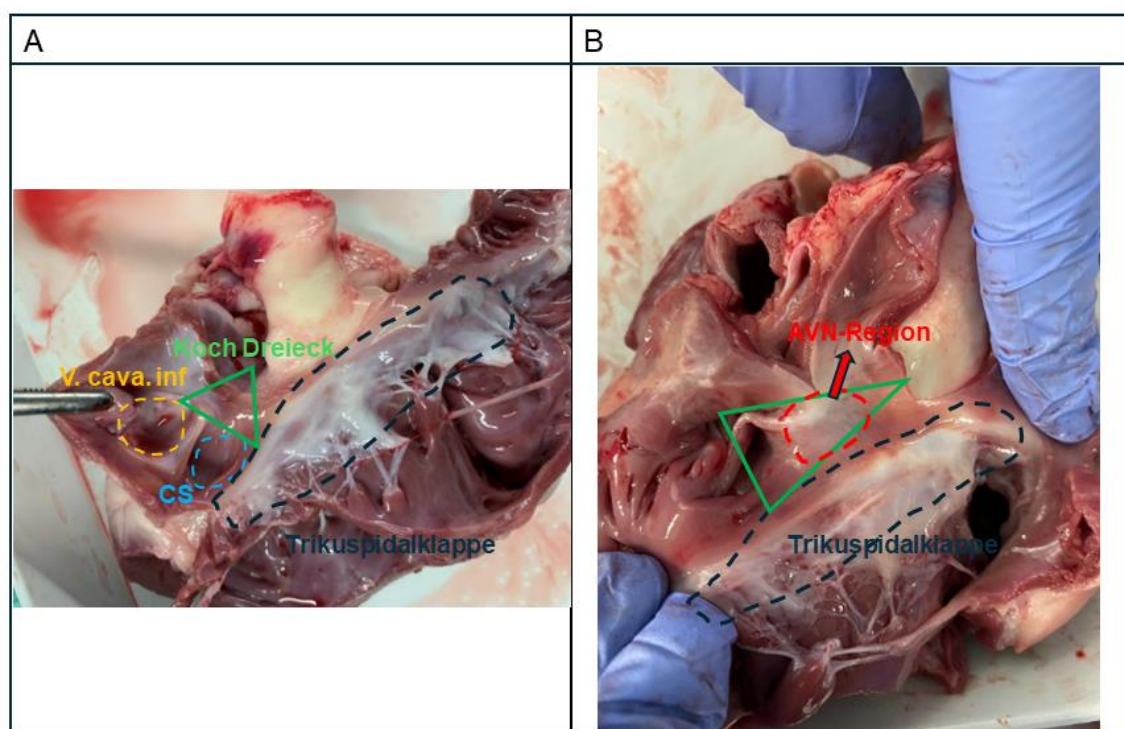 A
B
Koch Dreieck
V. cava. inf
CS
Trikuspidalklappe
AVN-Region
Trikuspidalklappe